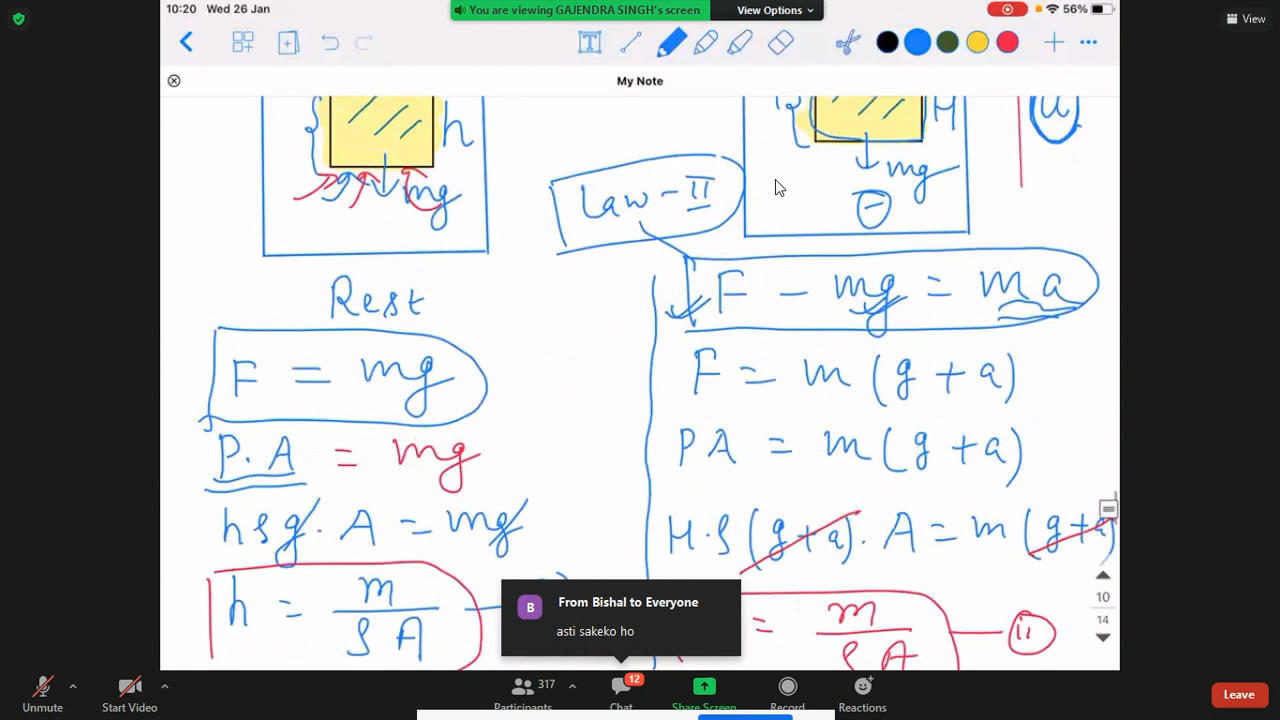 10:20 Wed 26 Jan
You are viewing GAJENDRA SINGH's screen
View Options
56%
View
My Note
h
H
u
mg
mg
Law - II
F - mg = ma
Rest
F = mg
F = m(g + a)
P.A = mg
PA = m(g + a)
hρg. A = mg
H.ρ(g+a). A = m(g+a)
h = m / ρA
= m / ρA — ii
10
14
B
From Bishal to Everyone
asti sakeko ho
317
12
Unmute
Start Video
Participants
Chat
Share Screen
Record
Reactions
Leave